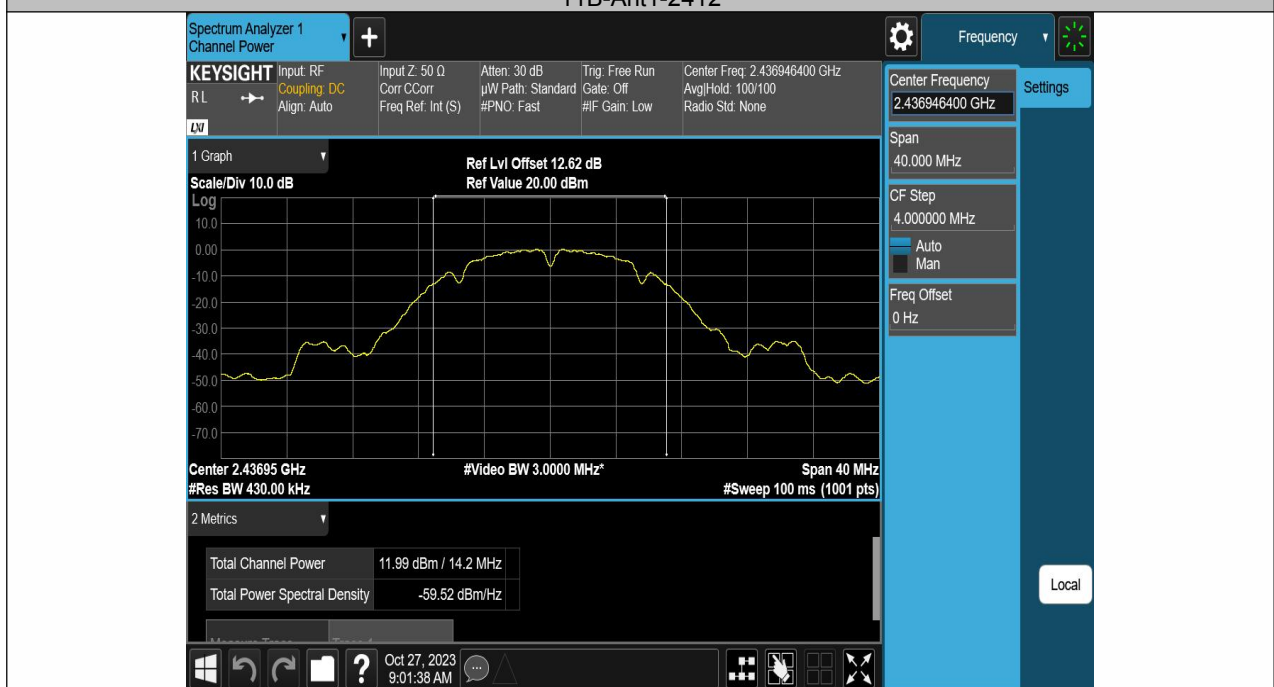 11B-Ant1-2412
Spectrum Analyzer 1
Channel Power
+
Frequency
KEYSIGHT
RL
LXI
Input: RF
Coupling: DC
Align: Auto
Input Z: 50 Ω
Corr CCorr
Freq Ref: Int (S)
Atten: 30 dB
µW Path: Standard
#PNO: Fast
Trig: Free Run
Gate: Off
#IF Gain: Low
Center Freq: 2.436946400 GHz
Avg|Hold: 100/100
Radio Std: None
Center Frequency
2.436946400 GHz
Settings
Span
40.000 MHz
CF Step
4.000000 MHz
Auto
Man
Freq Offset
0 Hz
Local
1 Graph
Scale/Div 10.0 dB
Ref Lvl Offset 12.62 dB
Ref Value 20.00 dBm
Log
10.0
0.00
-10.0
-20.0
-30.0
-40.0
-50.0
-60.0
-70.0
Center 2.43695 GHz
#Res BW 430.00 kHz
#Video BW 3.0000 MHz*
Span 40 MHz
#Sweep 100 ms (1001 pts)
2 Metrics
Total Channel Power 11.99 dBm / 14.2 MHz
Total Power Spectral Density -59.52 dBm/Hz
?
Oct 27, 2023
9:01:38 AM